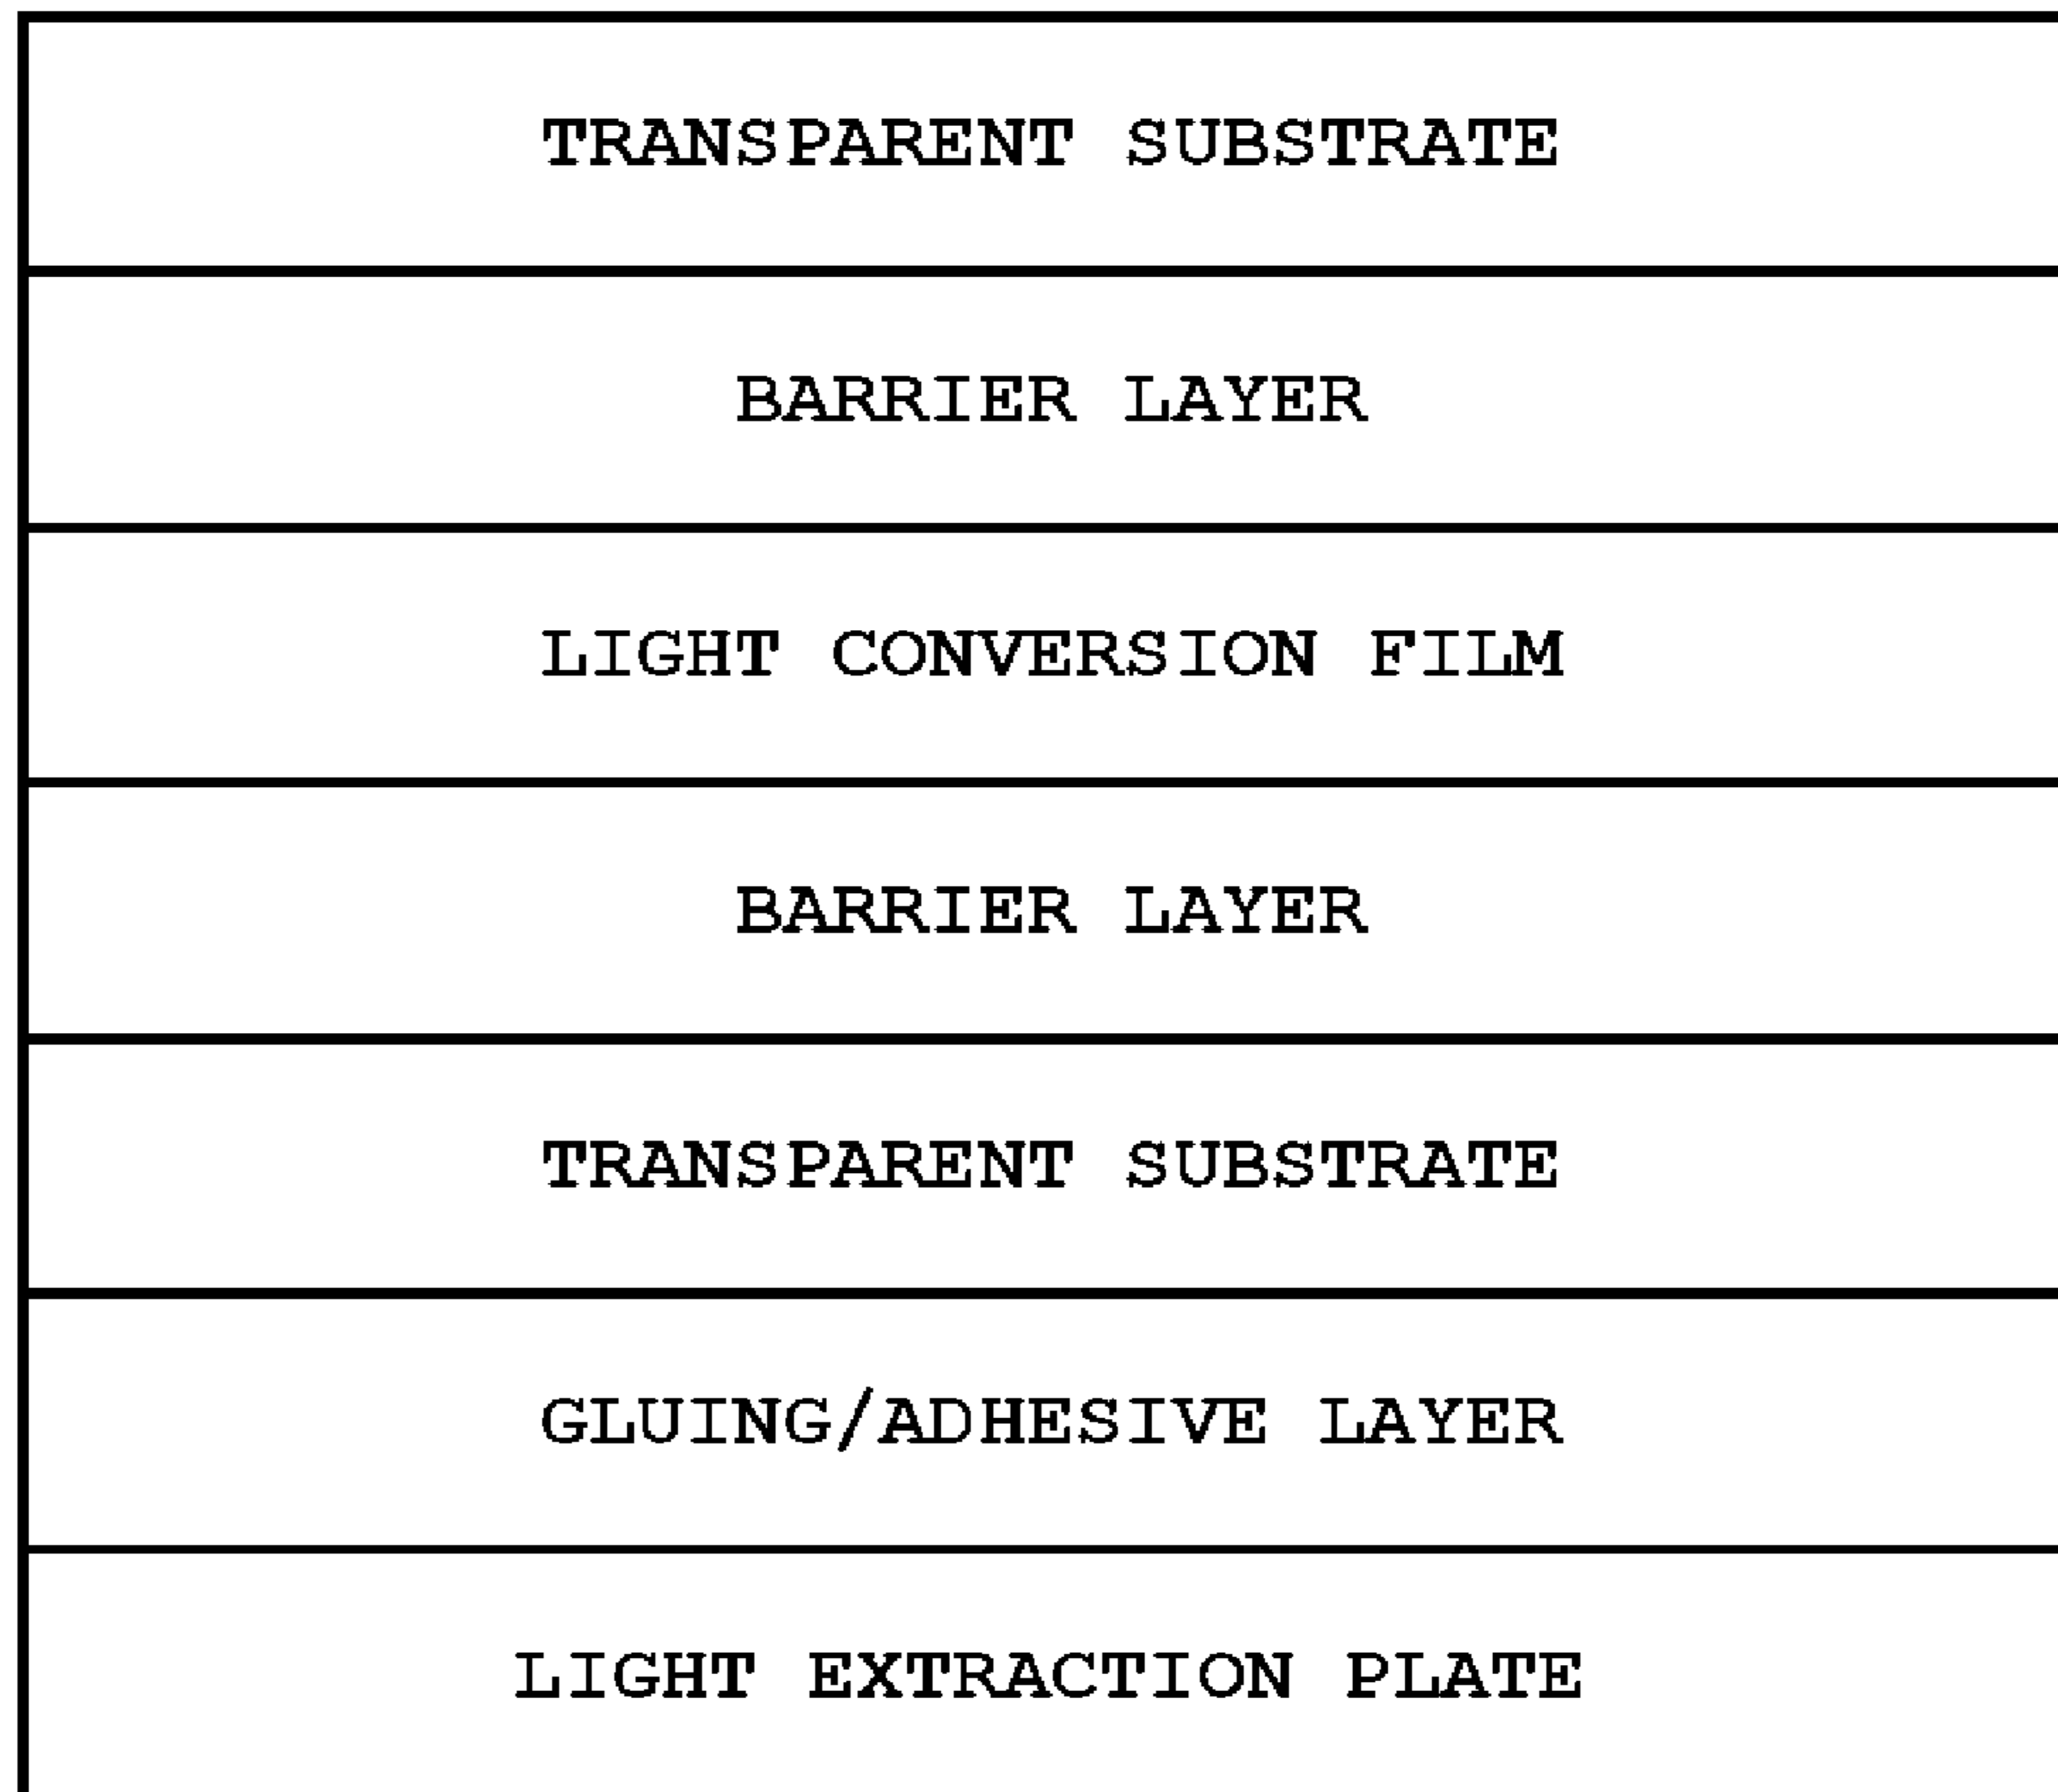 TRANSPARENT SUBSTRATE
BARRIER LAYER
LIGHT CONVERSION FILM
BARRIER LAYER
TRANSPARENT SUBSTRATE
GLUING/ADHESIVE LAYER
LIGHT EXTRACTION PLATE